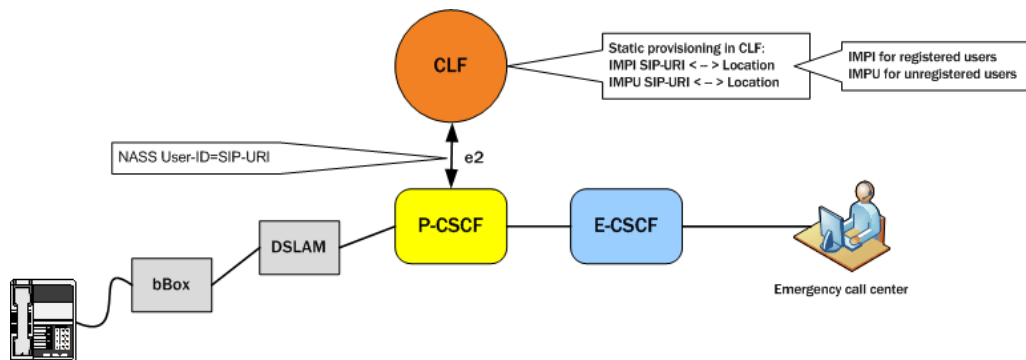 CLF
Static provisioning in CLF:
IMPI SIP-URI < -- > Location
IMPU SIP-URI < -- > Location
IMPI for registered users
IMPU for unregistered users
NASS User-ID=SIP-URI
e2
P-CSCF
E-CSCF
DSLAM
bBox
Emergency call center